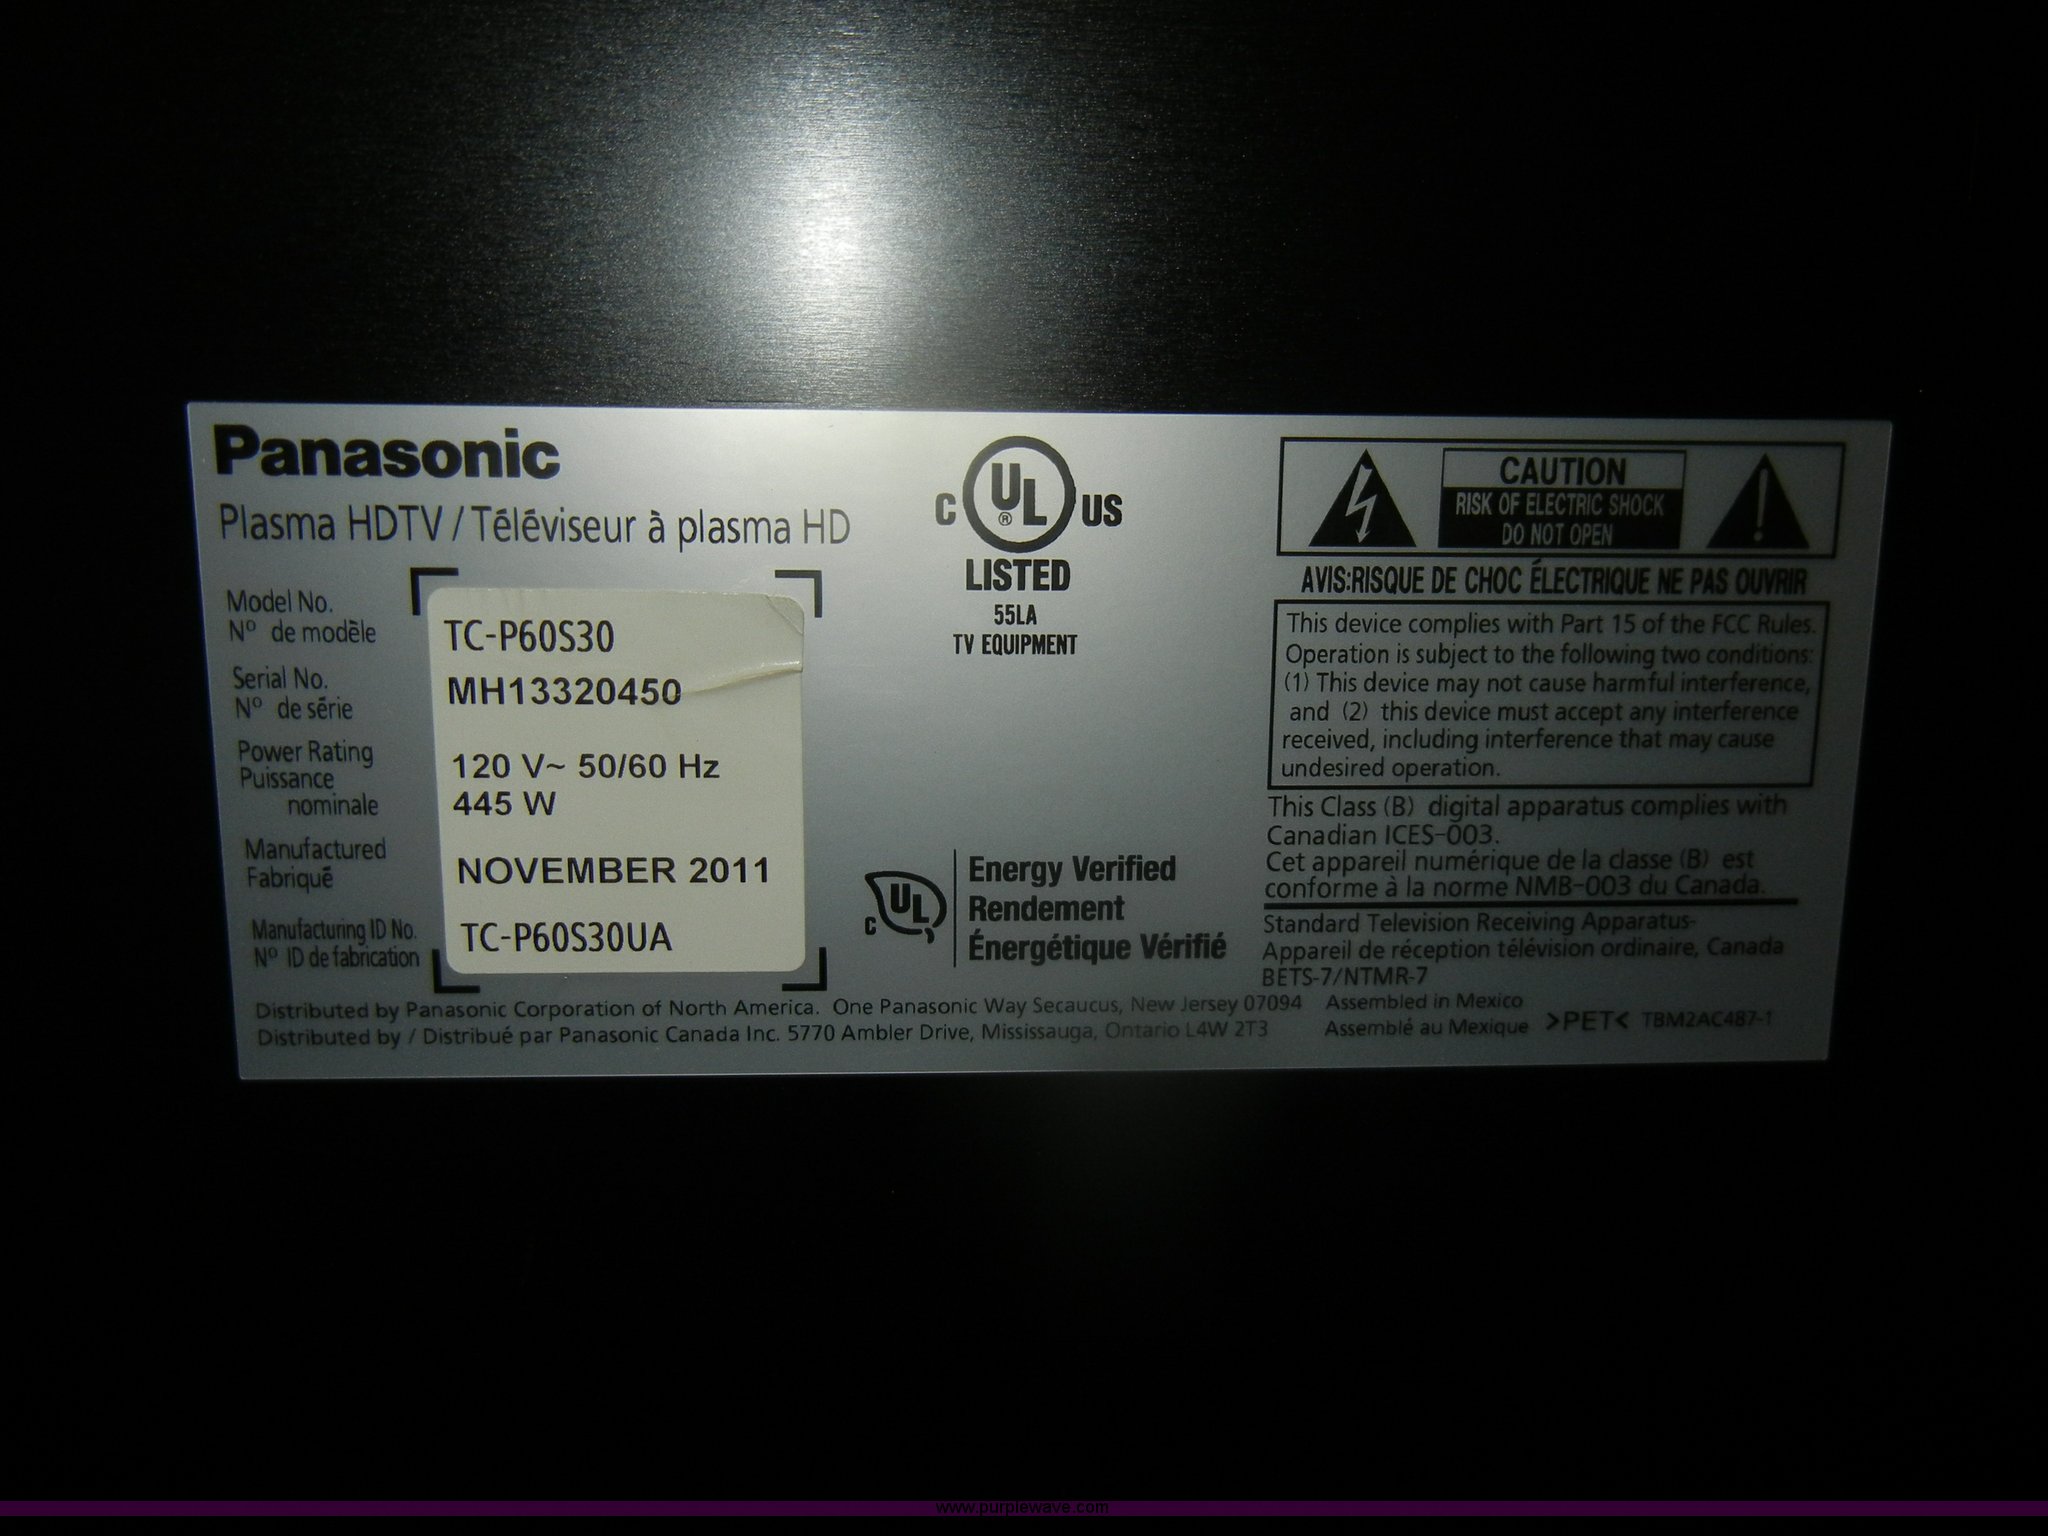 Panasonic
Plasma HDTV / Téléviseur à plasma HD
Model No.
Nº de modèle
TC-P60S30
Serial No.
Nº de série
MH13320450
Power Rating
Puissance
nominale
120 V~ 50/60 Hz
445 W
Manufactured
Fabriqué
NOVEMBER 2011
Manufacturing ID No.
Nº ID de fabrication
TC-P60S30UA
C UL ® US
LISTED
55LA
TV EQUIPMENT
C UL
Energy Verified
Rendement
Énergétique Vérifié
CAUTION
RISK OF ELECTRIC SHOCK
DO NOT OPEN
AVIS:RISQUE DE CHOC ÉLECTRIQUE NE PAS OUVRIR
This device complies with Part 15 of the FCC Rules.
Operation is subject to the following two conditions:
(1) This device may not cause harmful interference,
and (2) this device must accept any interference
received, including interference that may cause
undesired operation.
This Class (B) digital apparatus complies with
Canadian ICES-003.
Cet appareil numérique de la classe (B) est
conforme à la norme NMB-003 du Canada.
Standard Television Receiving Apparatus-
Appareil de réception télévision ordinaire, Canada
BETS-7/NTMR-7
Distributed by Panasonic Corporation of North America. One Panasonic Way Secaucus, New Jersey 07094
Distributed by / Distribué par Panasonic Canada Inc. 5770 Ambler Drive, Mississauga, Ontario L4W 2T3
Assembled in Mexico
Assemblé au Mexique
>PET< TBM2AC487-1
www.purplewave.com